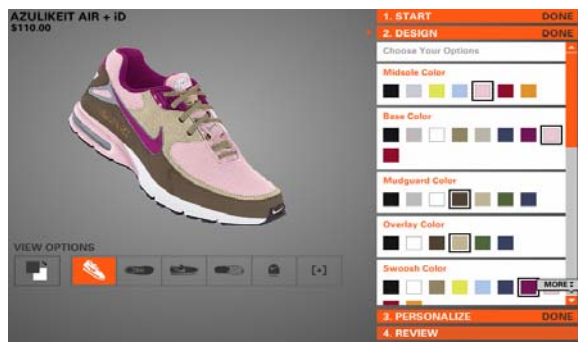 AZULIKEIT AIR + iD
$110.00
1. START DONE
2. DESIGN DONE
Choose Your Options
Midsole Color
Base Color
Mudguard Color
Overlay Color
Swoosh Color
MORE
VIEW OPTIONS
[+]
3. PERSONALIZE DONE
4. REVIEW